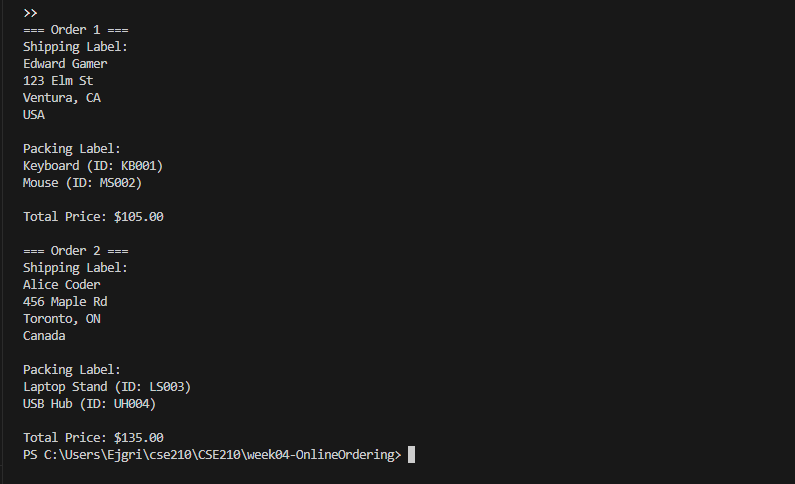 >>
=== Order 1 ===
Shipping Label:
Edward Gamer
123 Elm St
Ventura, CA
USA
Packing Label:
Keyboard (ID: KB001)
Mouse (ID: MS002)
Total Price: $105.00
=== Order 2 ===
Shipping Label:
Alice Coder
456 Maple Rd
Toronto, ON
Canada
Packing Label:
Laptop Stand (ID: LS003)
USB Hub (ID: UH004)
Total Price: $135.00
PS C:\Users\Ejgri\cse210\CSE210\week04-OnlineOrdering>